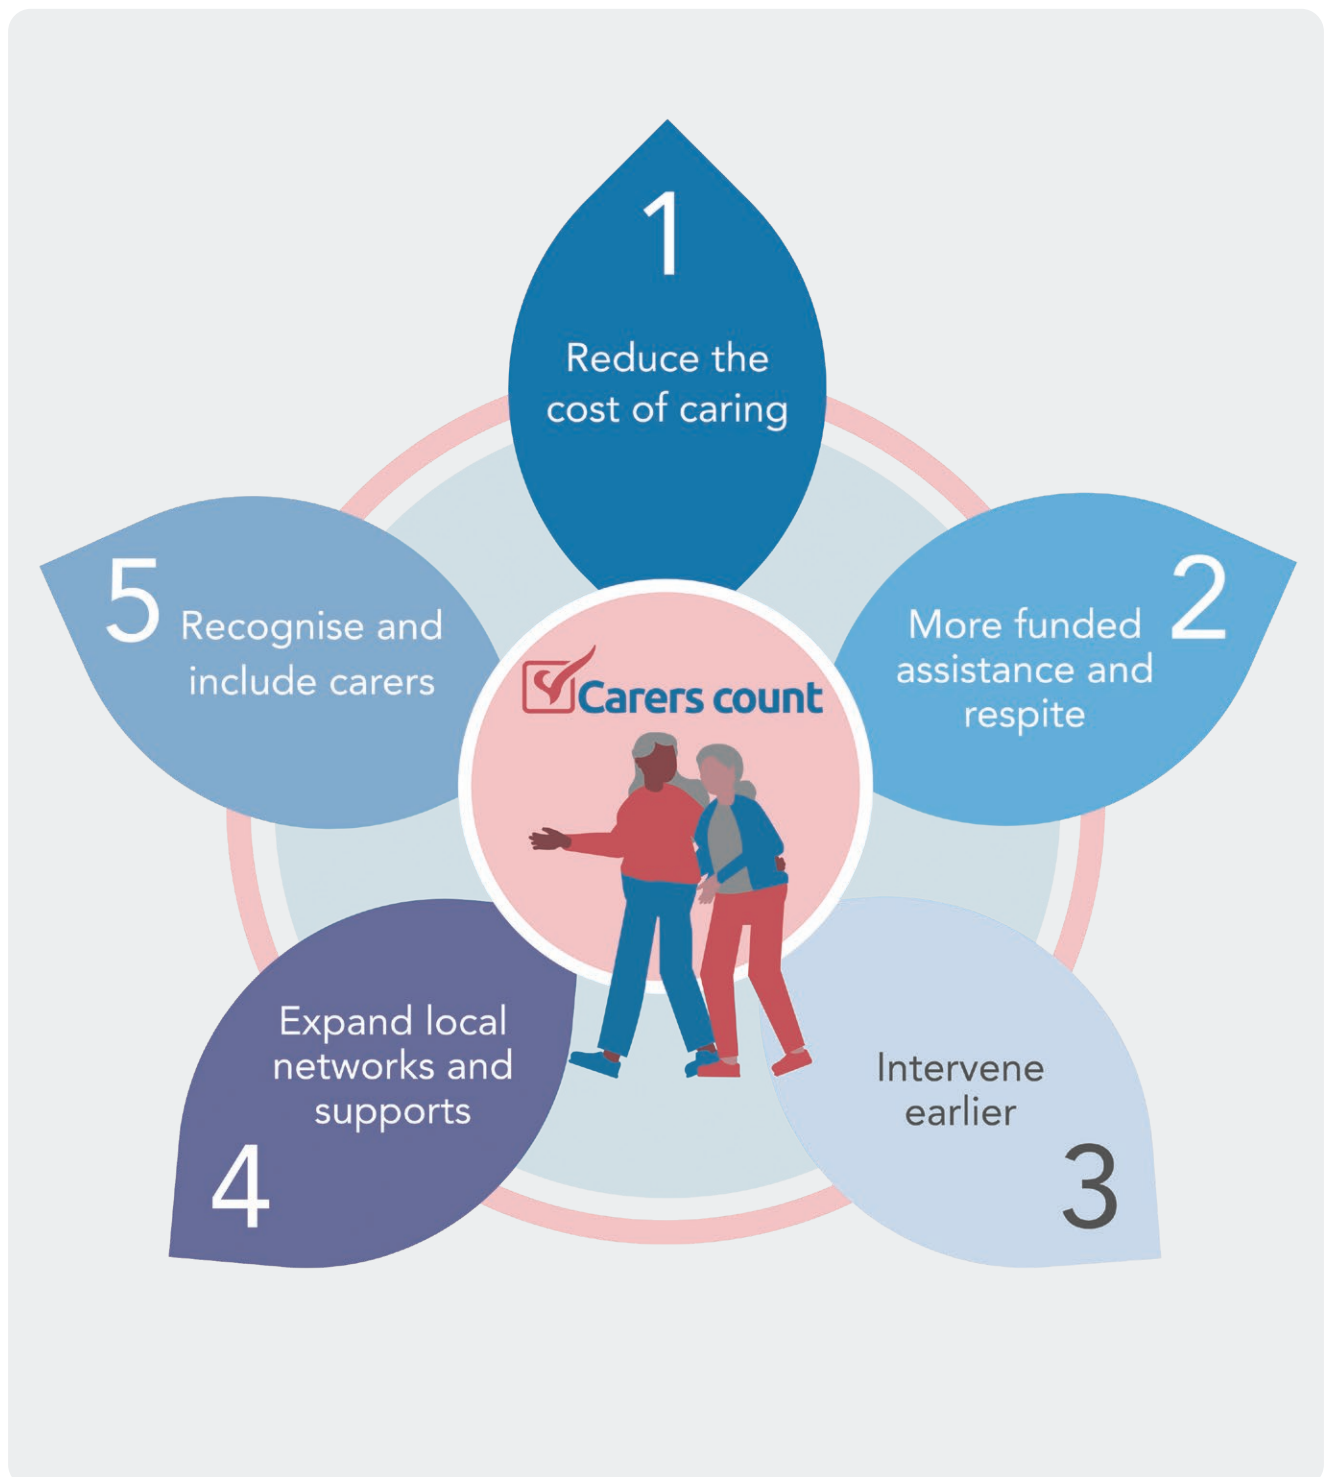 1
Reduce the
cost of caring
2
More funded
assistance and
respite
3
Intervene
earlier
4
Expand local
networks and
supports
5
Recognise and
include carers
Carers count